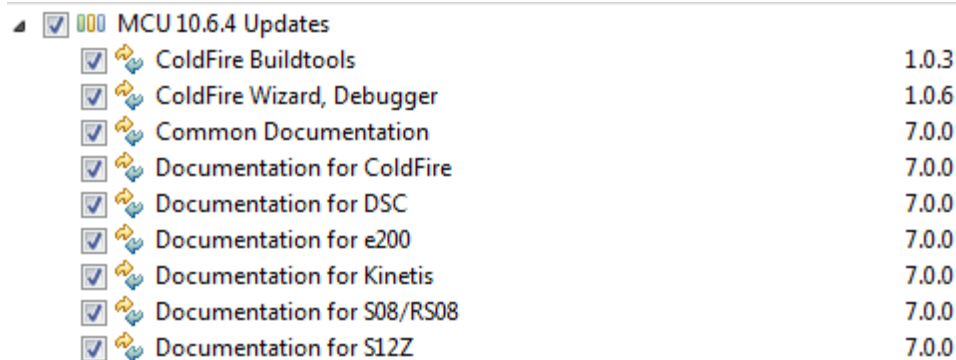 MCU 10.6.4 Updates
ColdFire Buildtools 1.0.3
ColdFire Wizard, Debugger 1.0.6
Common Documentation 7.0.0
Documentation for ColdFire 7.0.0
Documentation for DSC 7.0.0
Documentation for e200 7.0.0
Documentation for Kinetis 7.0.0
Documentation for S08/RS08 7.0.0
Documentation for S12Z 7.0.0